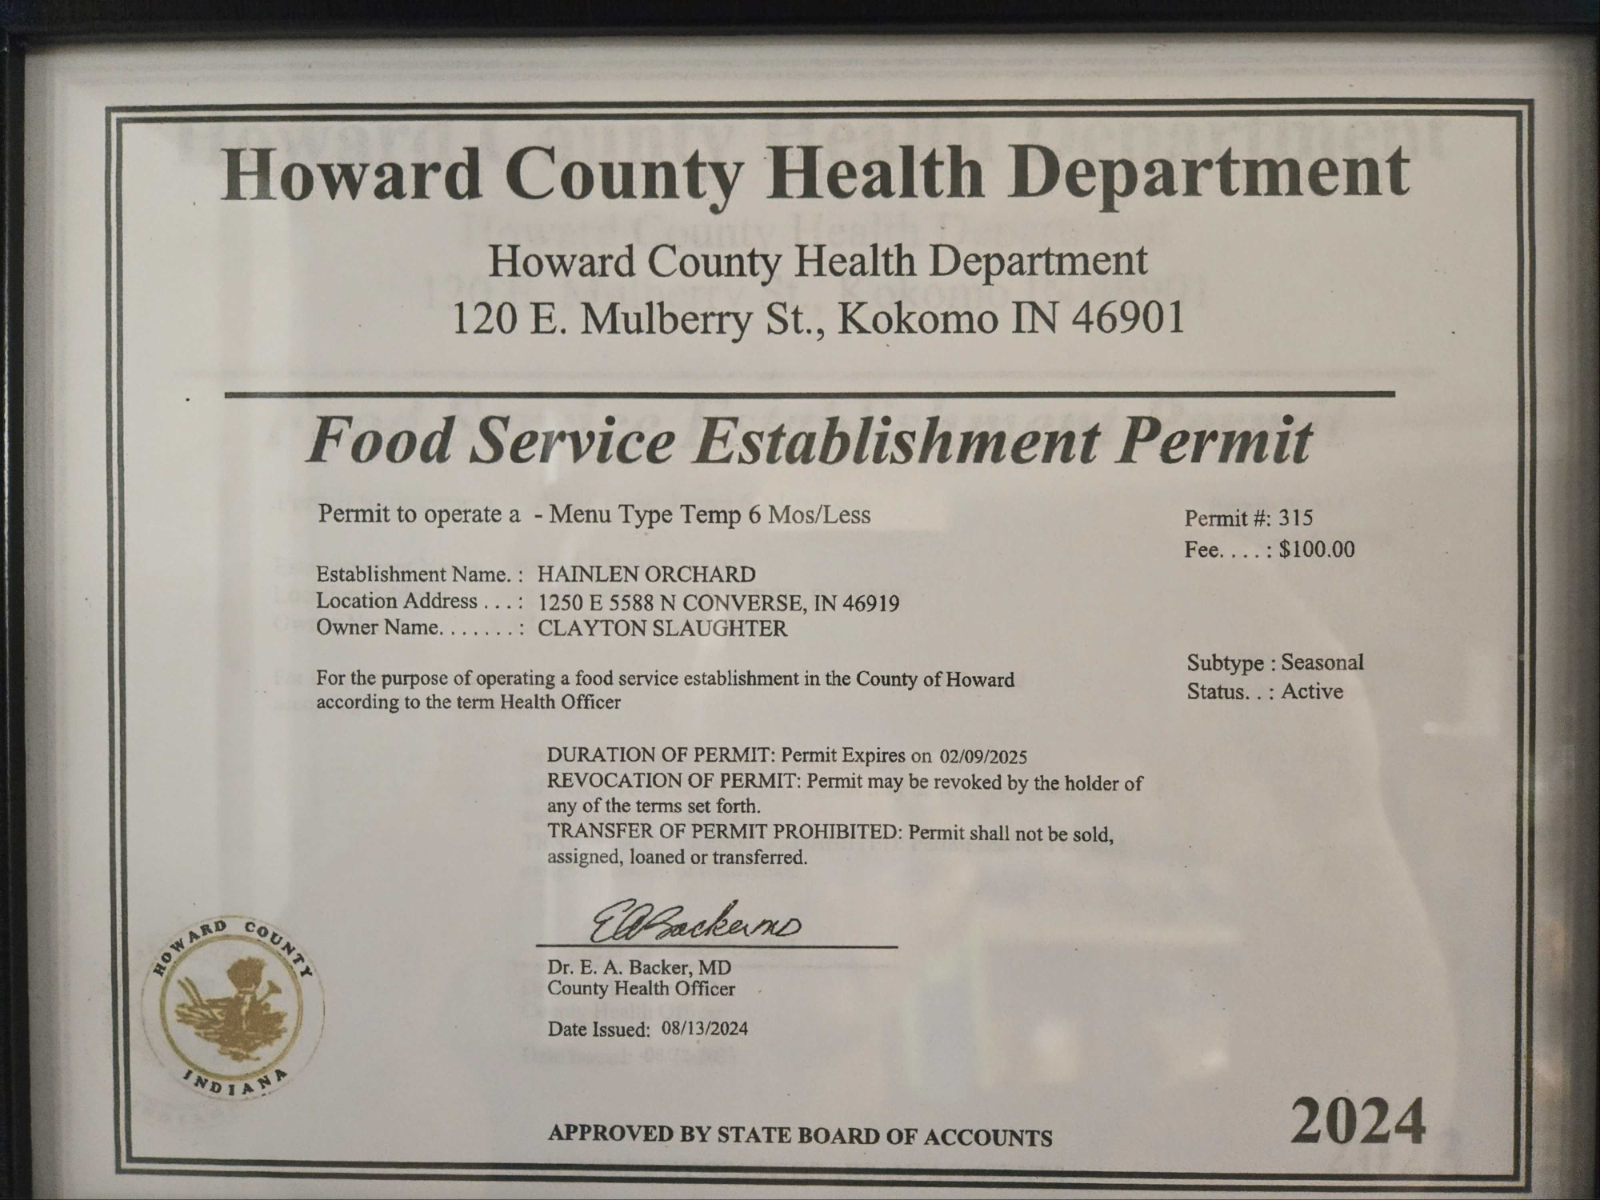 Howard County Health Department
Howard County Health Department
120 E. Mulberry St., Kokomo IN 46901
Food Service Establishment Permit
Permit to operate a - Menu Type Temp 6 Mos/Less
Permit #: 315
Fee. . . . : $100.00
Establishment Name. : HAINLEN ORCHARD
Location Address . . . : 1250 E 5588 N CONVERSE, IN 46919
Owner Name. . . . . . . : CLAYTON SLAUGHTER
Subtype : Seasonal
Status. . : Active
For the purpose of operating a food service establishment in the County of Howard
according to the term Health Officer
DURATION OF PERMIT: Permit Expires on 02/09/2025
REVOCATION OF PERMIT: Permit may be revoked by the holder of
any of the terms set forth.
TRANSFER OF PERMIT PROHIBITED: Permit shall not be sold,
assigned, loaned or transferred.
EABacker MD
Dr. E. A. Backer, MD
County Health Officer
Date Issued: 08/13/2024
HOWARD COUNTY
INDIANA
APPROVED BY STATE BOARD OF ACCOUNTS
2024